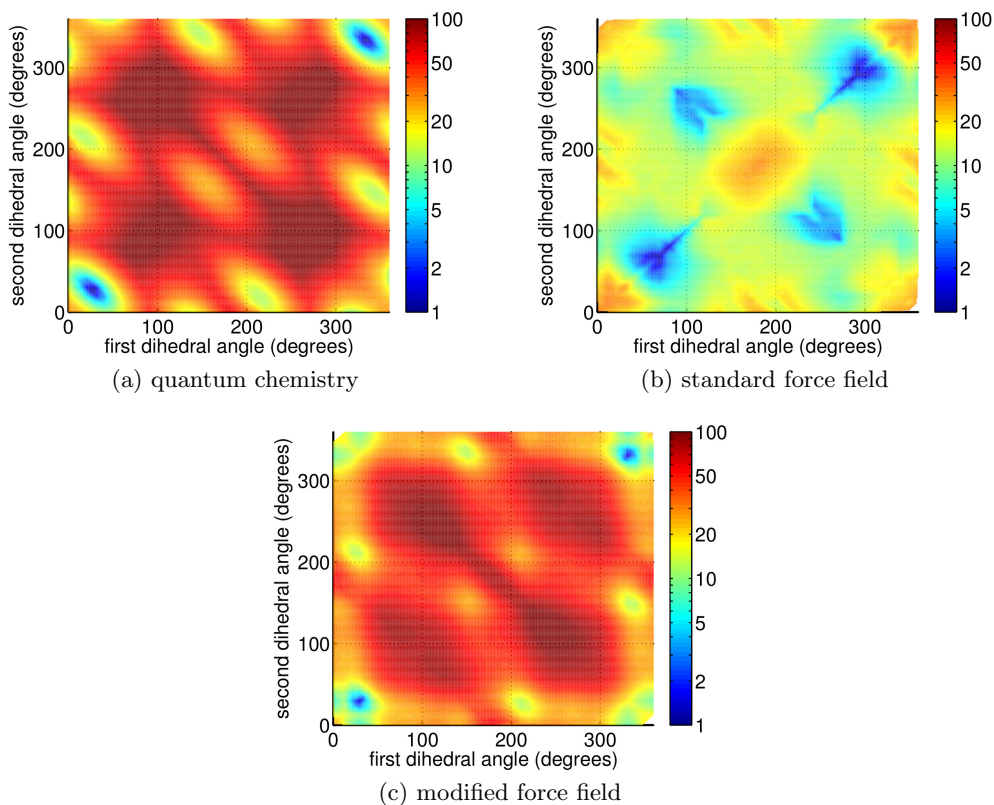 100
50
20
10
5
2
1
300
200
100
0
0 100 200 300
second dihedral angle (degrees)
first dihedral angle (degrees)
(a) quantum chemistry
100
50
20
10
5
2
1
300
200
100
0
0 100 200 300
second dihedral angle (degrees)
first dihedral angle (degrees)
(b) standard force field
100
50
20
10
5
2
1
300
200
100
0
0 100 200 300
second dihedral angle (degrees)
first dihedral angle (degrees)
(c) modified force field